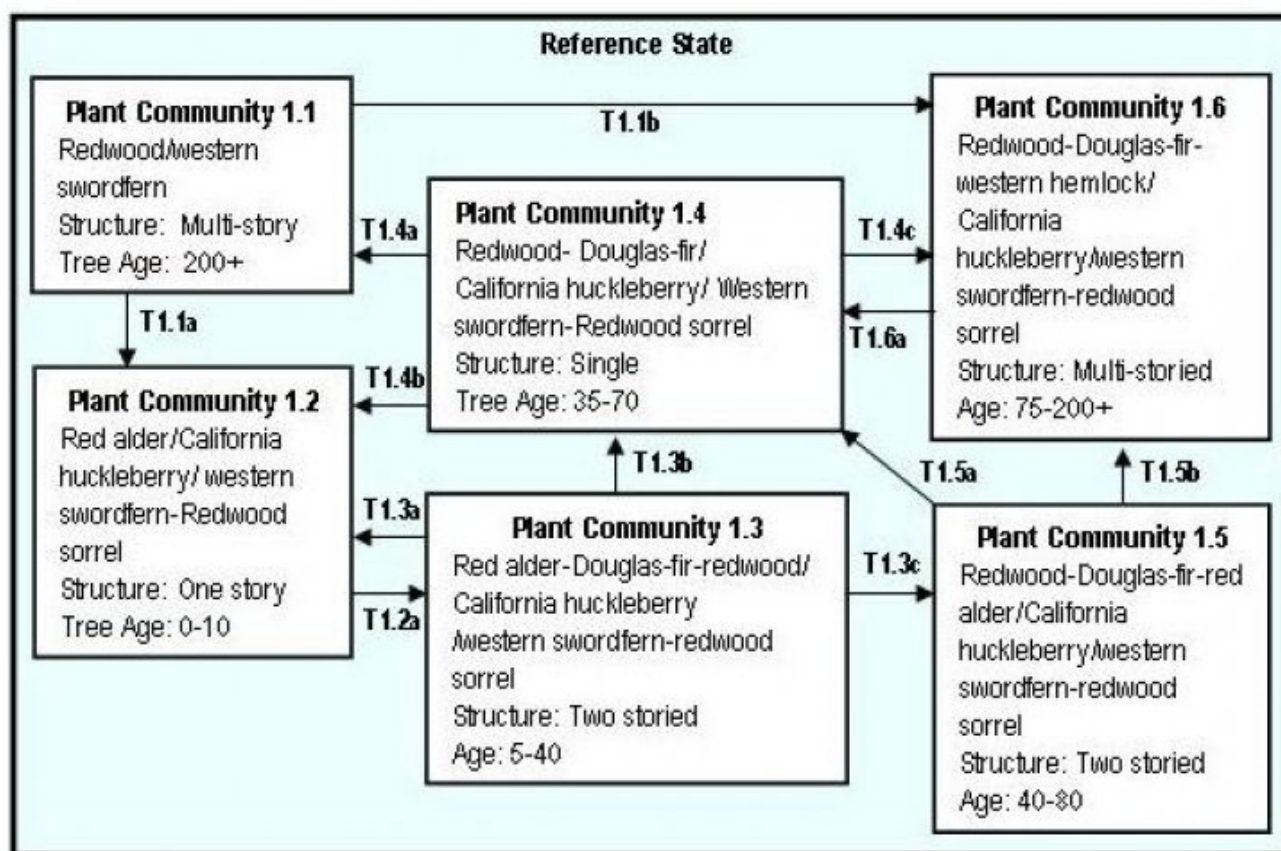 Reference State
Plant Community 1.1
Redwood/western
swordfern
Structure: Multi-story
Tree Age: 200+
T1.1b
Plant Community 1.6
Redwood-Douglas-fir-
western hemlock/
California
huckleberry/western
swordfern-redwood
sorrel
Structure: Multi-storied
Age: 75-200+
T1.4a
Plant Community 1.4
Redwood- Douglas-fir/
California huckleberry/ Western
swordfern-Redwood sorrel
Structure: Single
Tree Age: 35-70
T1.4c
T1.6a
T1.1a
T1.4b
Plant Community 1.2
Red alder/California
huckleberry/ western
swordfern-Redwood
sorrel
Structure: One story
Tree Age: 0-10
T1.3b
T1.5a
T1.5b
T1.3a
T1.2a
Plant Community 1.3
Red alder-Douglas-fir-redwood/
California huckleberry
/western swordfern-redwood
sorrel
Structure: Two storied
Age: 5-40
T1.3c
Plant Community 1.5
Redwood-Douglas-fir-red
alder/California
huckleberry/western
swordfern-redwood
sorrel
Structure: Two storied
Age: 40-80